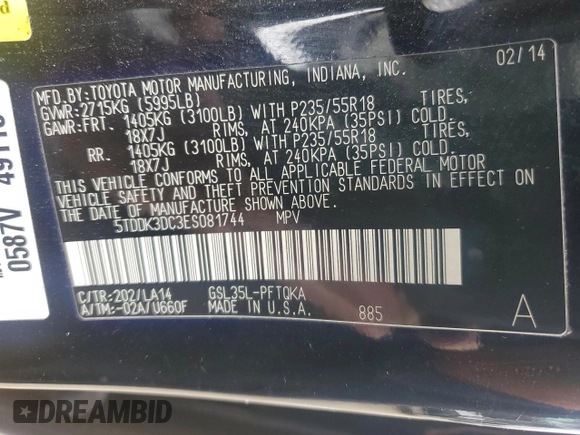 02/14
MFD.BY:TOYOTA MOTOR MANUFACTURING, INDIANA, INC.
GVWR:2715KG (5995LB)
GAWR:FRT. 1405KG (3100LB) WITH P235/55R18 TIRES,
18X7J RIMS, AT 240KPA (35PSI) COLD.
RR. 1405KG (3100LB) WITH P235/55R18 TIRES,
18X7J RIMS, AT 240KPA (35PSI) COLD.
THIS VEHICLE CONFORMS TO ALL APPLICABLE FEDERAL MOTOR
VEHICLE SAFETY AND THEFT PREVENTION STANDARDS IN EFFECT ON
THE DATE OF MANUFACTURE SHOWN ABOVE.
5TDDK3DC3ES081744 MPV
C/TR:202/LA14 GSL35L-PFTQKA
A/TM:-02A/U660F MADE IN U.S.A. 885 A
0587V
DREAMBID